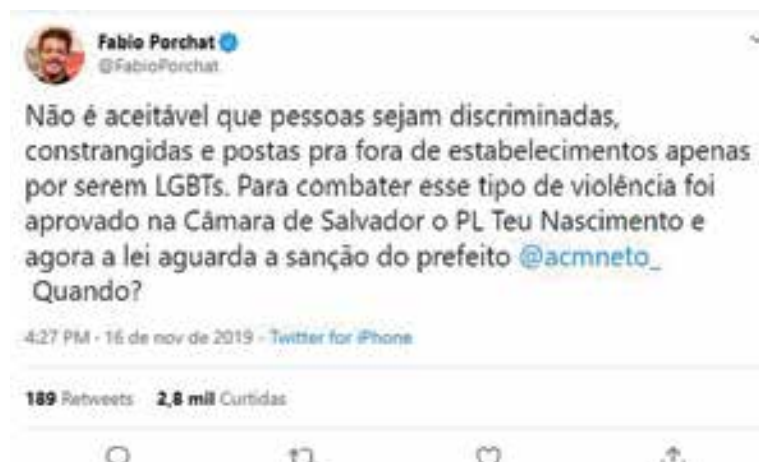 Fabio Porchat
@FabioPorchat
Não é aceitável que pessoas sejam discriminadas,
constrangidas e postas pra fora de estabelecimentos apenas
por serem LGBTs. Para combater esse tipo de violência foi
aprovado na Câmara de Salvador o PL Teu Nascimento e
agora a lei aguarda a sanção do prefeito @acmneto_
Quando?
4:27 PM - 16 de nov de 2019 - Twitter for iPhone
189 Retweets 2,8 mil Curtidas